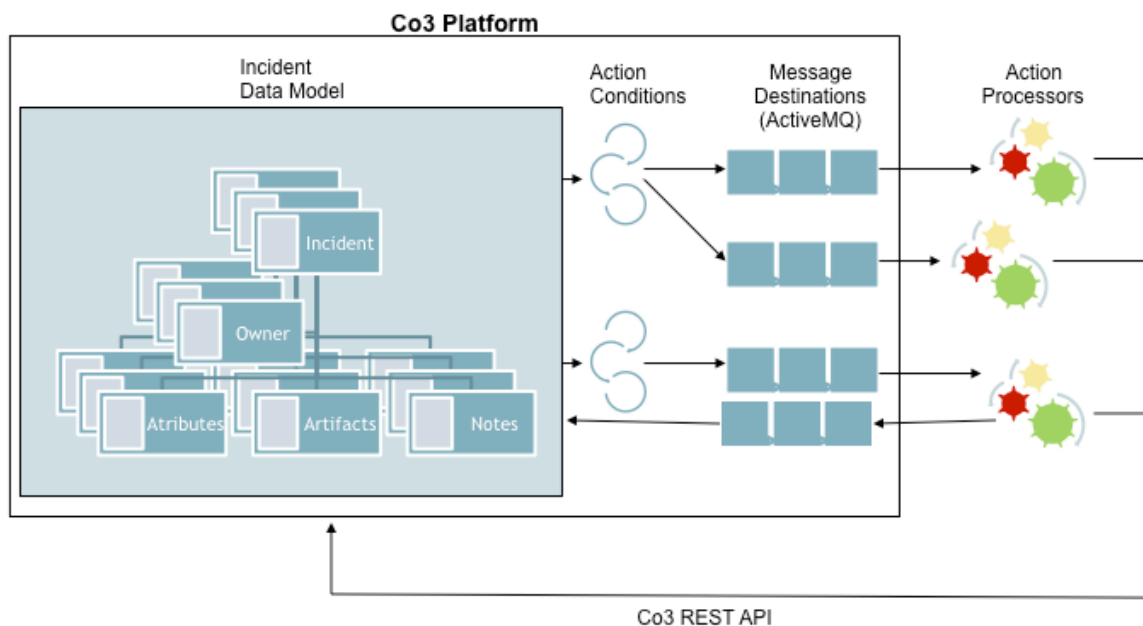 Co3 Platform
Incident
Data Model
Action
Conditions
Message
Destinations
(ActiveMQ)
Action
Processors
Incident
Owner
Atributes
Artifacts
Notes
Co3 REST API